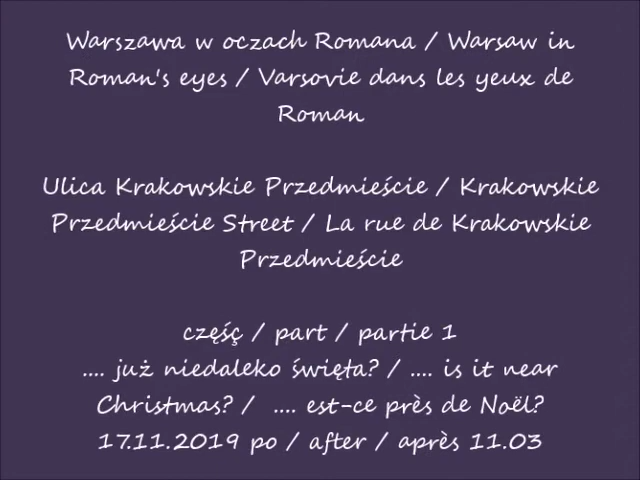 Warszawa w oczach Romana / Warsaw in
Roman's eyes / Varsovie dans les yeux de
Roman
Ulica Krakowskie Przedmieście / Krakowskie
Przedmieście Street / La rue de Krakowskie
Przedmieście
częśç / part / partie 1
.... już niedaleko święta? / .... is it near
Christmas? / .... est-ce près de Noël?
17.11.2019 po / after / après 11.03